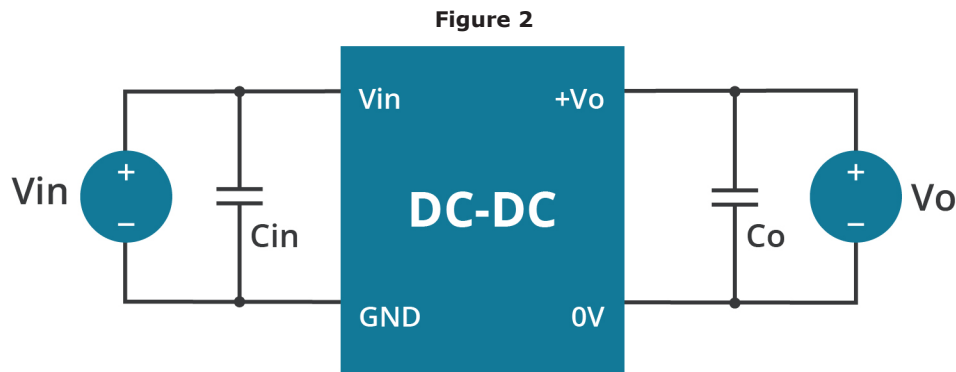 Figure 2
Vin
+Vo
+
+
Vin
DC-DC
Vo
−
−
Cin
Co
GND
0V